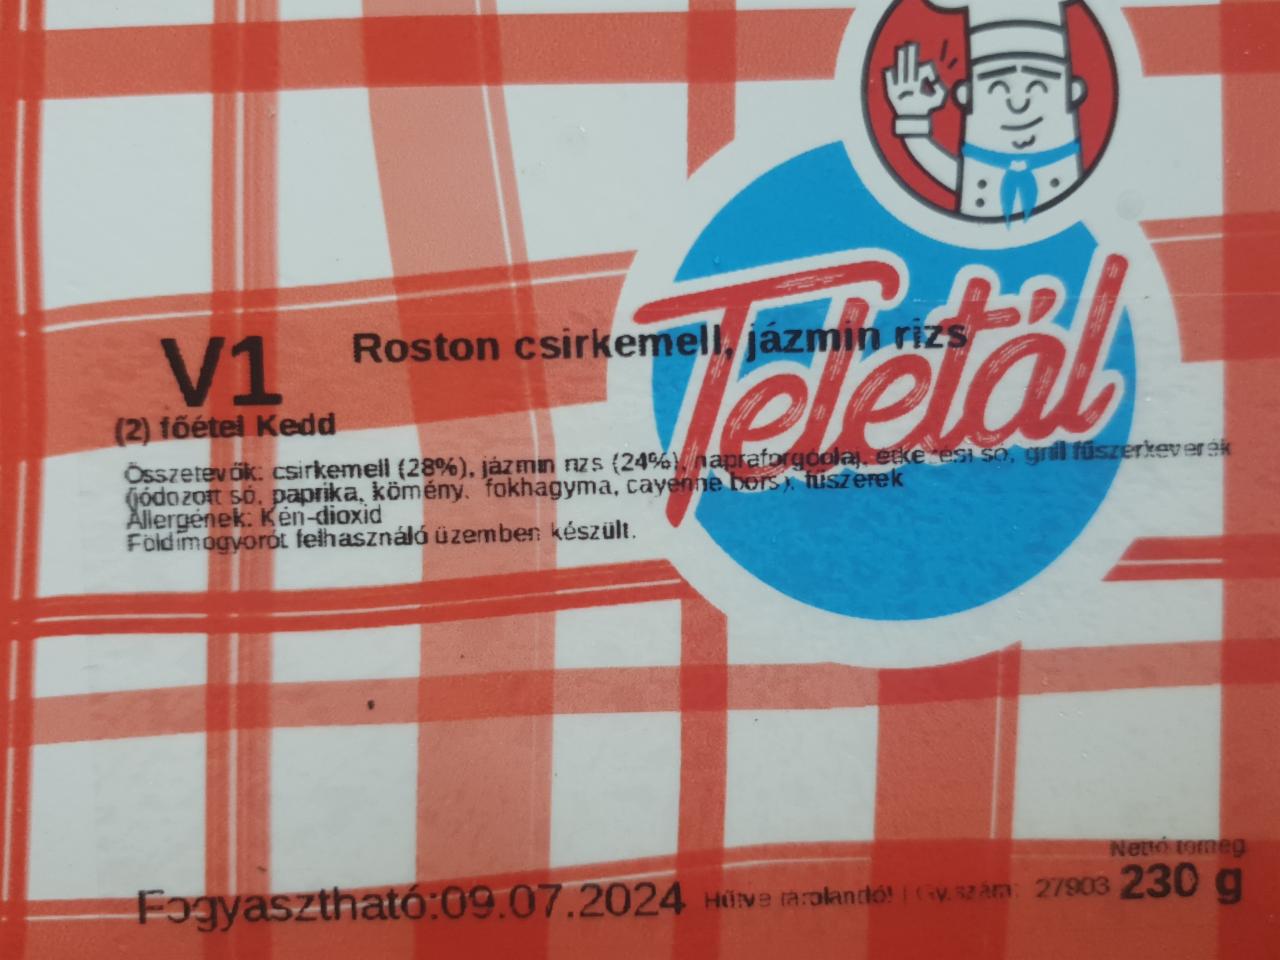 Teletál
V1
Roston csirkemell, jázmin rizs
(2) főétel Kedd
Összetevők: csirkemell (28%), jázmin rizs (24%), napraforgóolaj, étkezési só, grill fűszerkeverék
(jódozott só, paprika, kömény, fokhagyma, cayenne bors), fűszerek
Allergének: Kén-dioxid
Földimogyorót felhasználó üzemben készült.
Nettó tömeg
Fogyasztható:09.07.2024 Hűtve tárolandó! | Gy.szám: 27903 230 g